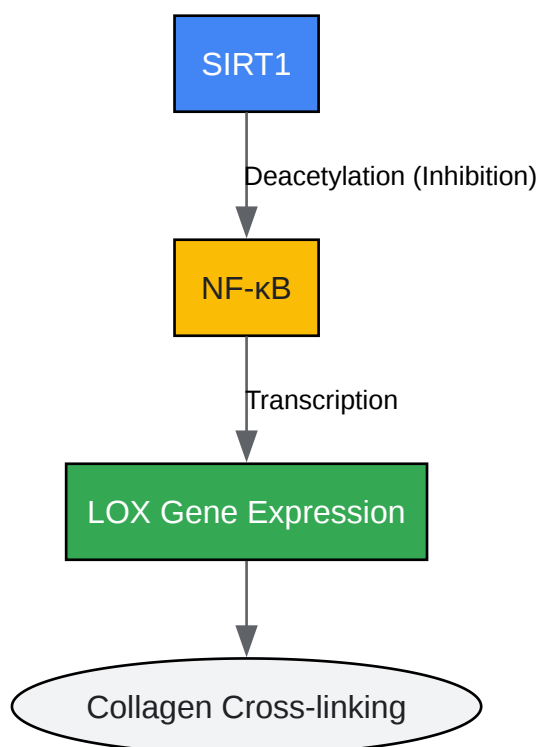 SIRT1
Deacetylation (Inhibition)
NF-κB
Transcription
LOX Gene Expression
Collagen Cross-linking